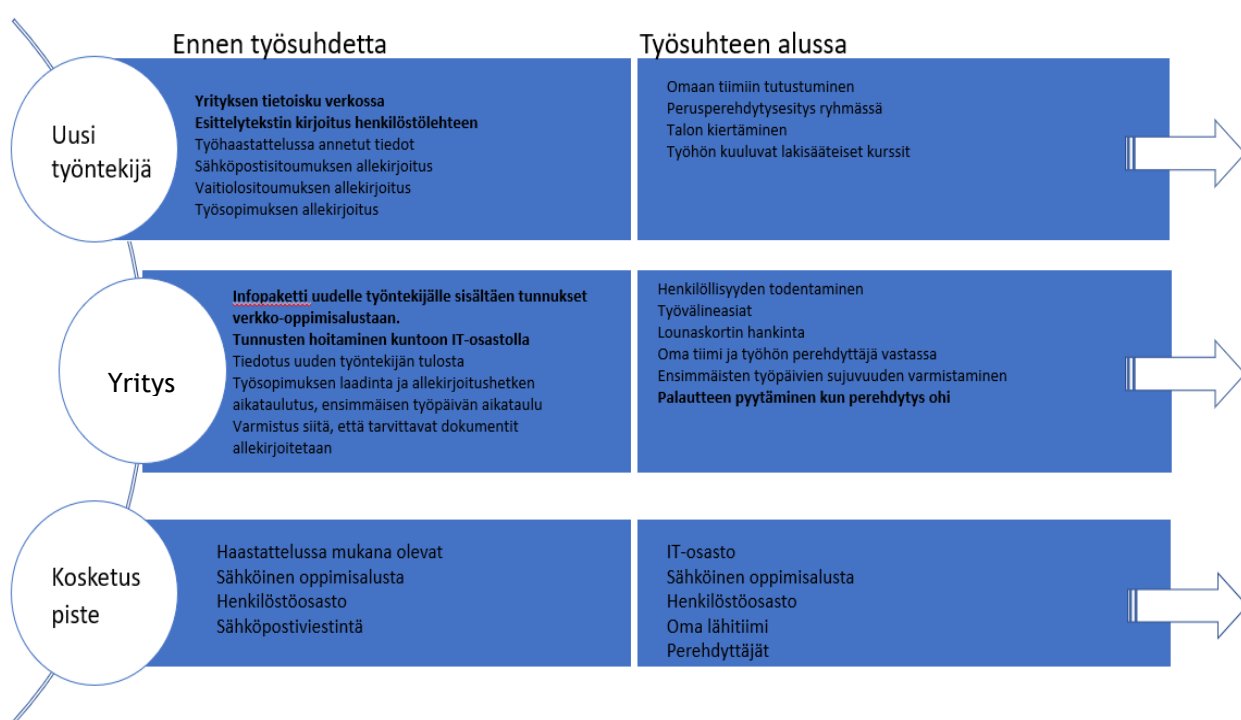 Ennen työsuhdetta
Työsuhteen alussa
Uusi
työntekijä
Yrityksen tietoisku verkossa
Esittelytekstin kirjoitus henkilöstölehteen
Työhaastattelussa annetut tiedot
Sähköpostisitoumuksen allekirjoitus
Vaitiolositoumuksen allekirjoitus
Työsopimuksen allekirjoitus
Omaan tiimiin tutustuminen
Perusperehdytysesitys ryhmässä
Talon kiertäminen
Työhön kuuluvat lakisääteiset kurssit
Yritys
Infopaketti uudelle työntekijälle sisältäen tunnukset
verkko-oppimisalustaan.
Tunnusten hoitaminen kuntoon IT-osastolla
Tiedotus uuden työntekijän tulosta
Työsopimuksen laadinta ja allekirjoitushetken
aikataulutus, ensimmäisen työpäivän aikataulu
Varmistus siitä, että tarvittavat dokumentit
allekirjoitetaan
Henkilöllisyyden todentaminen
Työvälineasiat
Lounaskortin hankinta
Oma tiimi ja työhön perehdyttäjä vastassa
Ensimmäisten työpäivien sujuvuuden varmistaminen
Palautteen pyytäminen kun perehdytys ohi
Kosketus
piste
Haastattelussa mukana olevat
Sähköinen oppimisalusta
Henkilöstöosasto
Sähköpostiviestintä
IT-osasto
Sähköinen oppimisalusta
Henkilöstöosasto
Oma lähitiimi
Perehdyttäjät